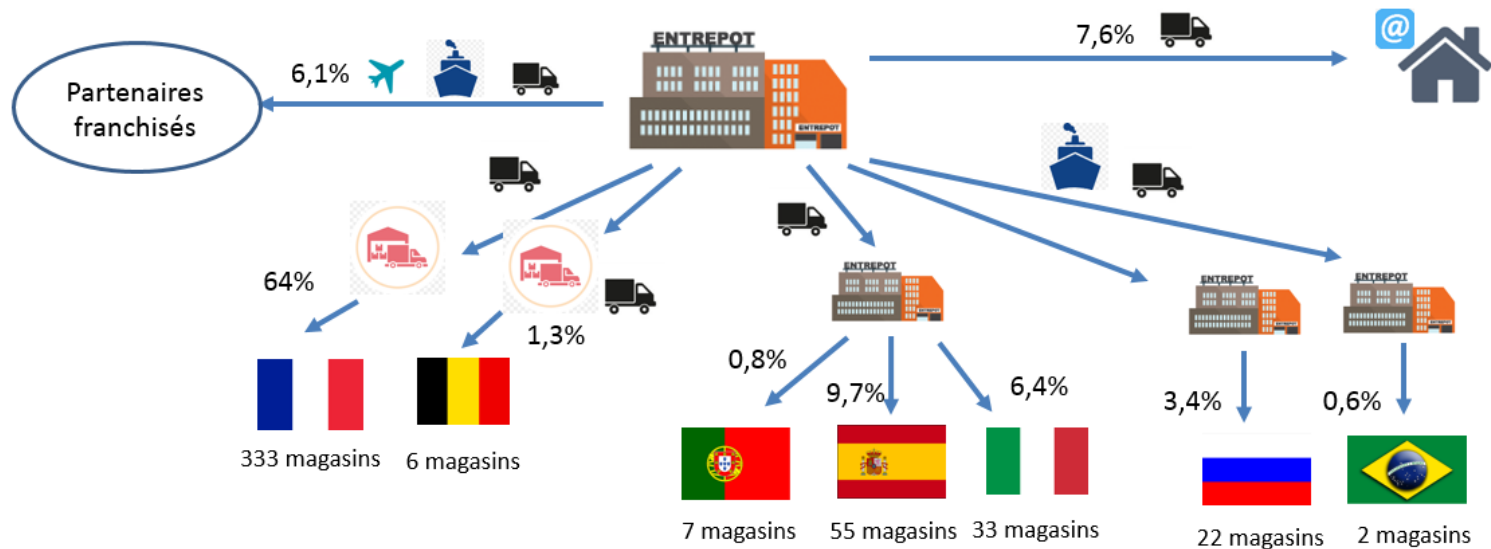 ENTREPOT
7,6%
@
6,1%
Partenaires
franchisés
ENTREPOT
64%
1,3%
ENTREPOT
ENTREPOT
ENTREPOT
0,8%
9,7%
6,4%
3,4%
0,6%
333 magasins
6 magasins
7 magasins
55 magasins
33 magasins
22 magasins
2 magasins